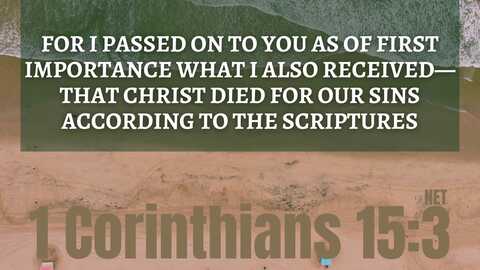 FOR I PASSED ON TO YOU AS OF FIRST
IMPORTANCE WHAT I ALSO RECEIVED—
THAT CHRIST DIED FOR OUR SINS
ACCORDING TO THE SCRIPTURES
NET
1 Corinthians 15:3